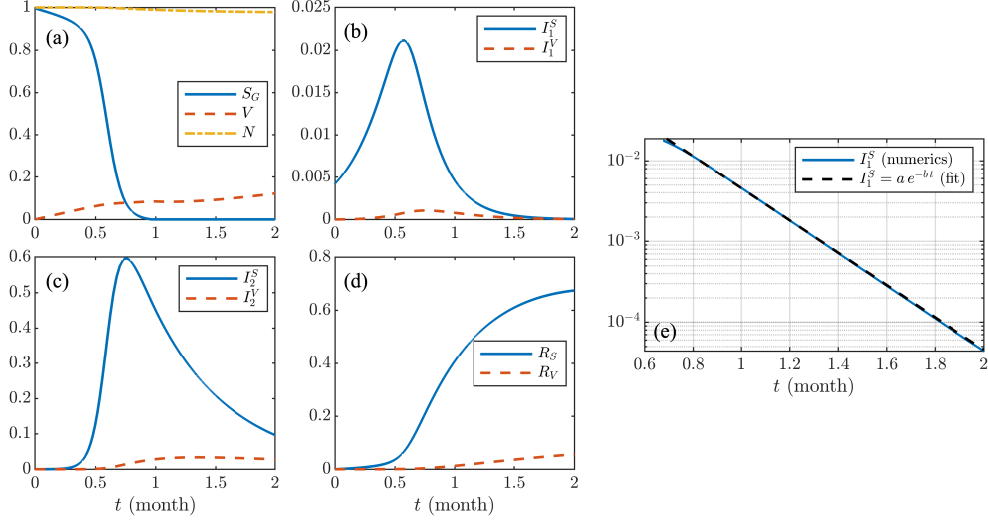 1
0.8
0.6
0.4
0.2
0
0 0.5 1 1.5 2
(a)
S_G
V
N
0.025
0.02
0.015
0.01
0.005
0
0 0.5 1 1.5 2
(b)
I_1^S
I_1^V
0.6
0.5
0.4
0.3
0.2
0.1
0
0 0.5 1 1.5 2
t (month)
(c)
I_2^S
I_2^V
0.8
0.6
0.4
0.2
0
0 0.5 1 1.5 2
t (month)
(d)
R_S
R_V
10^{-2}
10^{-3}
10^{-4}
0.6 0.8 1 1.2 1.4 1.6 1.8 2
t (month)
(e)
I_1^S (numerics)
I_1^S = a e^{-bt} (fit)